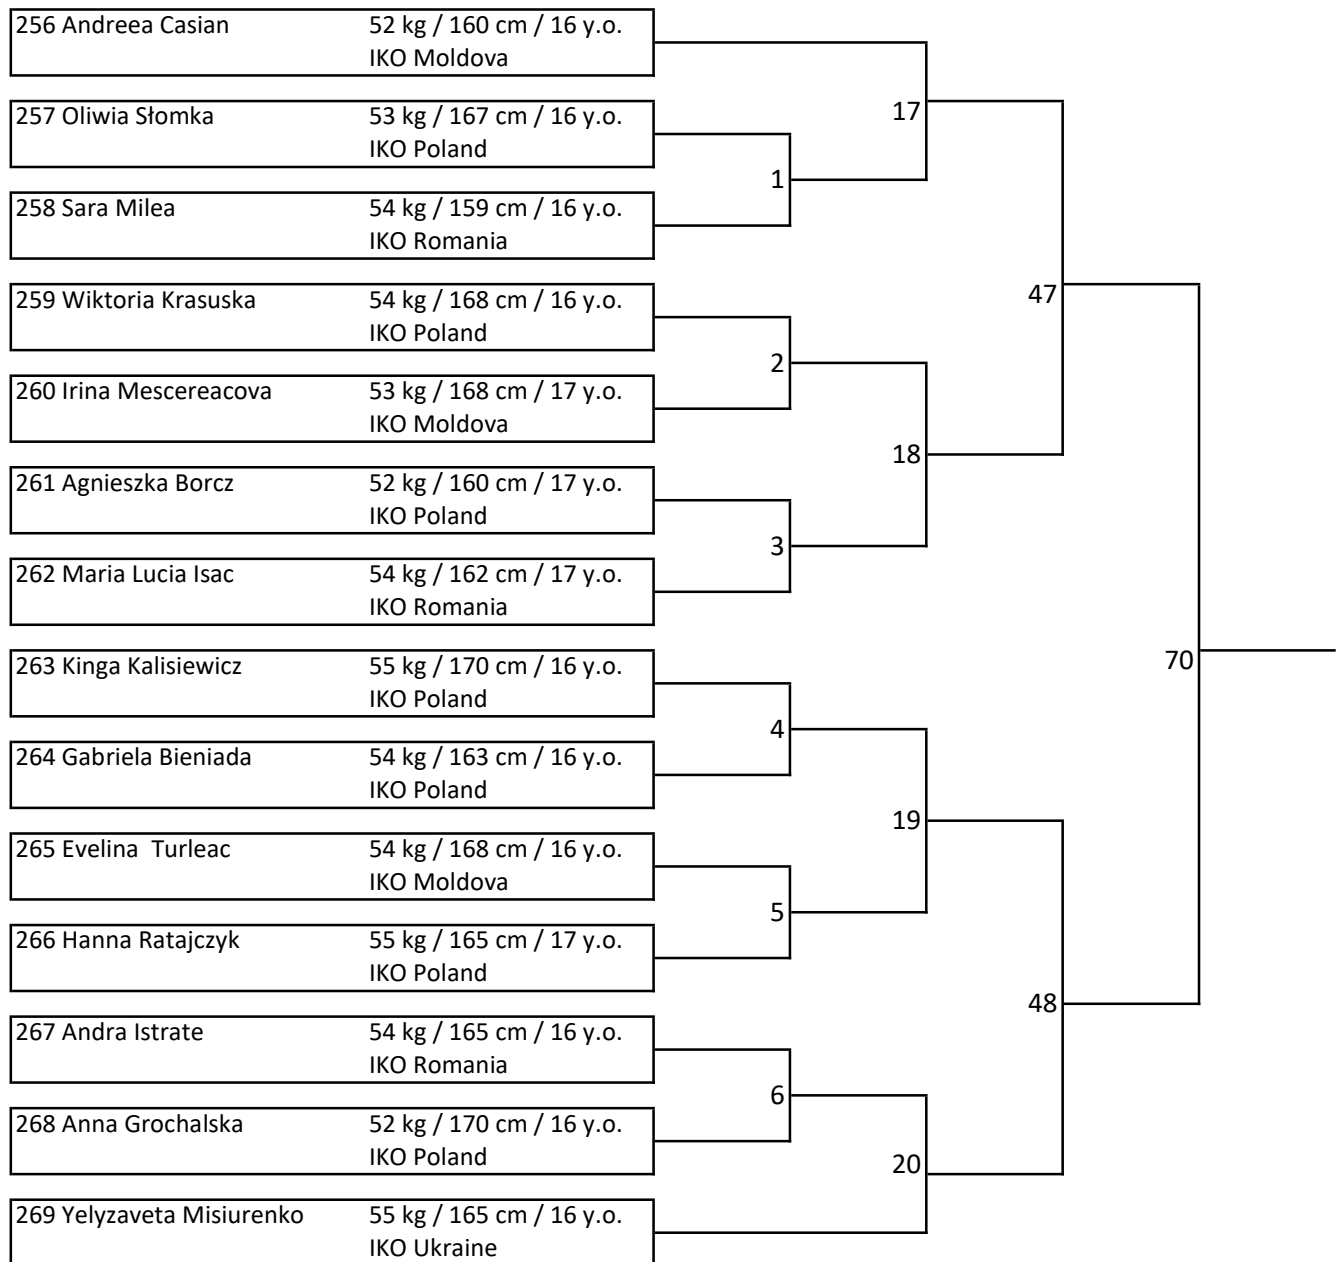 256 Andreea Casian 52 kg / 160 cm / 16 y.o.
IKO Moldova
17
257 Oliwia Słomka 53 kg / 167 cm / 16 y.o.
IKO Poland
1
258 Sara Milea 54 kg / 159 cm / 16 y.o.
IKO Romania
47
259 Wiktoria Krasuska 54 kg / 168 cm / 16 y.o.
IKO Poland
2
260 Irina Mescereacova 53 kg / 168 cm / 17 y.o.
IKO Moldova
18
261 Agnieszka Borcz 52 kg / 160 cm / 17 y.o.
IKO Poland
3
262 Maria Lucia Isac 54 kg / 162 cm / 17 y.o.
IKO Romania
70
263 Kinga Kalisiewicz 55 kg / 170 cm / 16 y.o.
IKO Poland
4
264 Gabriela Bieniada 54 kg / 163 cm / 16 y.o.
IKO Poland
19
265 Evelina  Turleac 54 kg / 168 cm / 16 y.o.
IKO Moldova
5
266 Hanna Ratajczyk 55 kg / 165 cm / 17 y.o.
IKO Poland
48
267 Andra Istrate 54 kg / 165 cm / 16 y.o.
IKO Romania
6
268 Anna Grochalska 52 kg / 170 cm / 16 y.o.
IKO Poland
20
269 Yelyzaveta Misiurenko 55 kg / 165 cm / 16 y.o.
IKO Ukraine